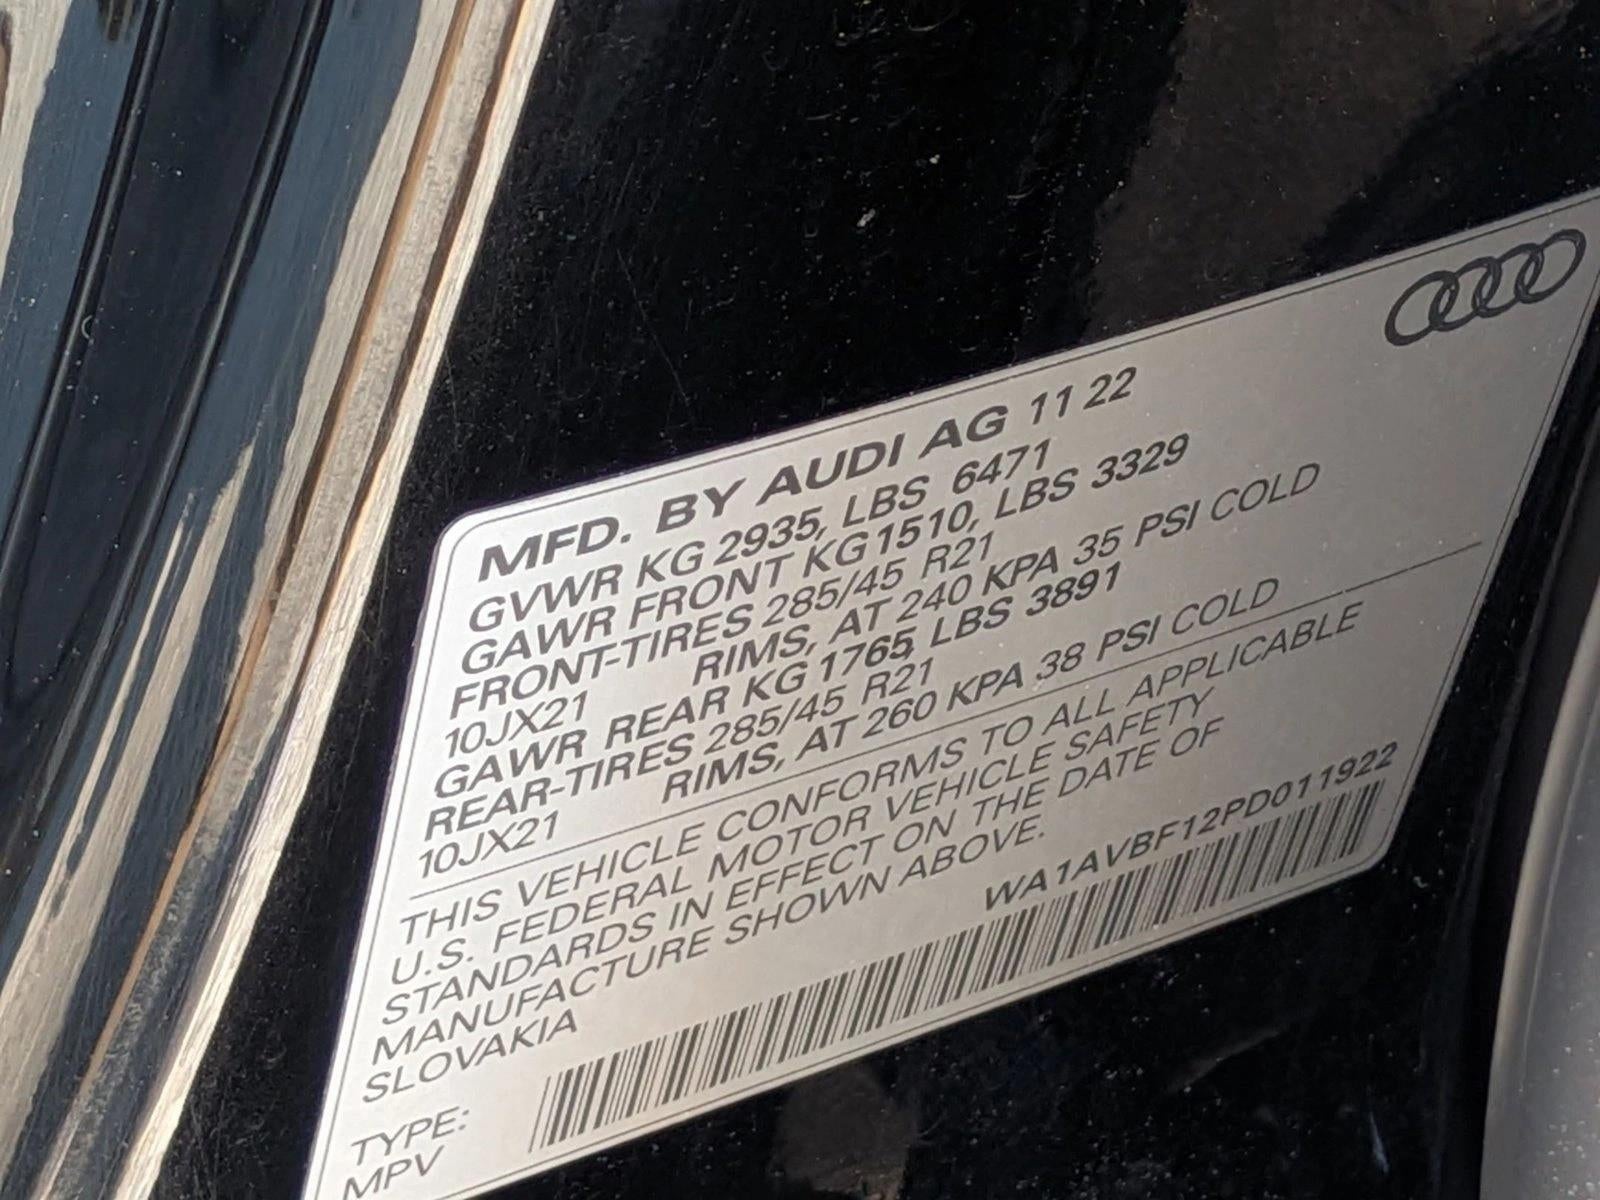 MFD. BY AUDI AG 11 22
GVWR KG 2935, LBS 6471
GAWR FRONT KG 1510, LBS 3329
FRONT-TIRES 285/45 R21
10JX21 RIMS, AT 240 KPA 35 PSI COLD
GAWR REAR KG 1765, LBS 3891
REAR-TIRES 285/45 R21
10JX21 RIMS, AT 260 KPA 38 PSI COLD
THIS VEHICLE CONFORMS TO ALL APPLICABLE
U.S. FEDERAL MOTOR VEHICLE SAFETY
STANDARDS IN EFFECT ON THE DATE OF
MANUFACTURE SHOWN ABOVE.
SLOVAKIA
WA1AVBF12PD011922
TYPE:
MPV